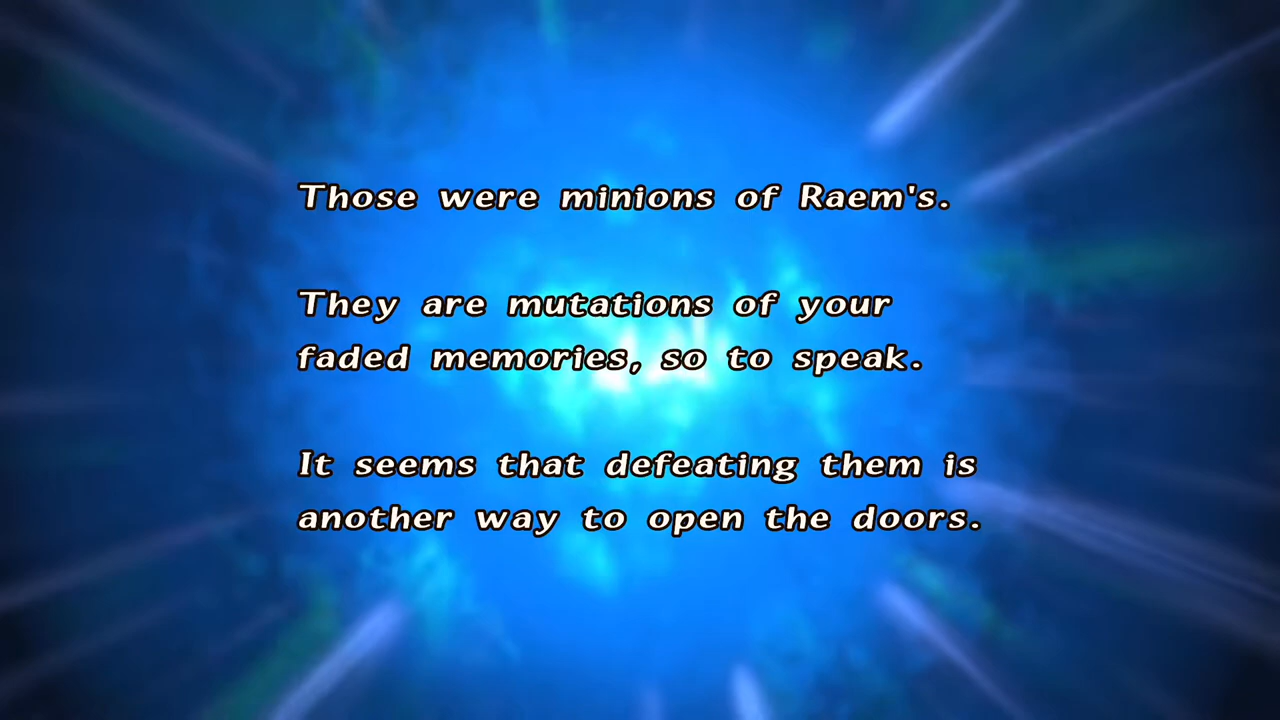 Those were minions of Raem's.
They are mutations of your
faded memories, so to speak.
It seems that defeating them is
another way to open the doors.